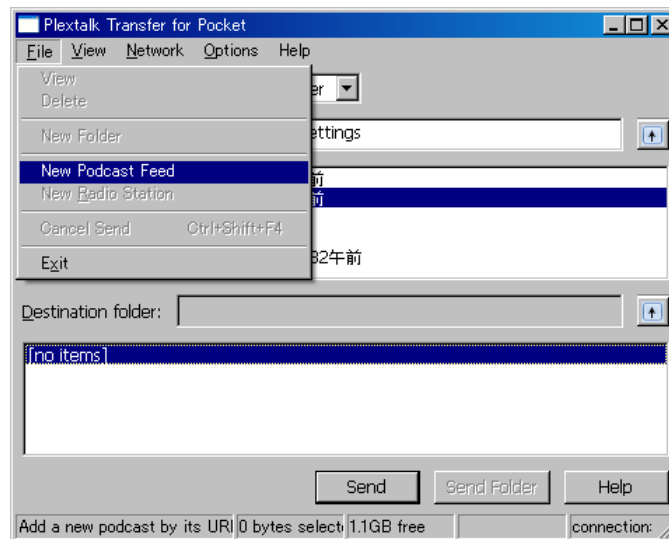 Plextalk Transfer for Pocket
File View Network Options Help
View
Delete
New Folder
New Podcast Feed
New Radio Station
Cancel Send Ctrl+Shift+F4
Exit
er
ettings
前
前
32午前
Destination folder:
[no items]
Send Send Folder Help
Add a new podcast by its URI 0 bytes select 1.1GB free connection: